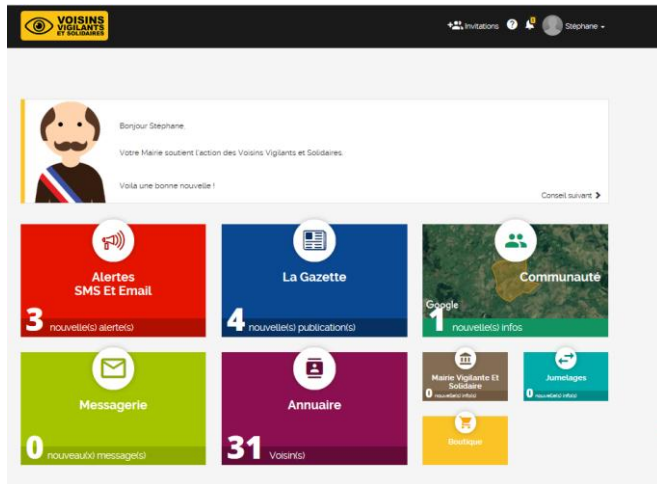 VOISINS
VIGILANTS
ET SOLIDAIRES
Invitations
Stéphane
Bonjour Stéphane,
Votre Mairie soutient l'action des Voisins Vigilants et Solidaires.
Voilà une bonne nouvelle !
Conseil suivant
Alertes
SMS Et Email
3 nouvelle(s) alerte(s)
La Gazette
4 nouvelle(s) publication(s)
Communauté
Google
1 nouvelle(s) infos
Messagerie
0 nouveau(x) message(s)
Annuaire
31 Voisin(s)
Mairie Vigilante Et
Solidaire
0 nouvelle(s) info(s)
Jumelages
0 nouvelle(s) info(s)
Boutique